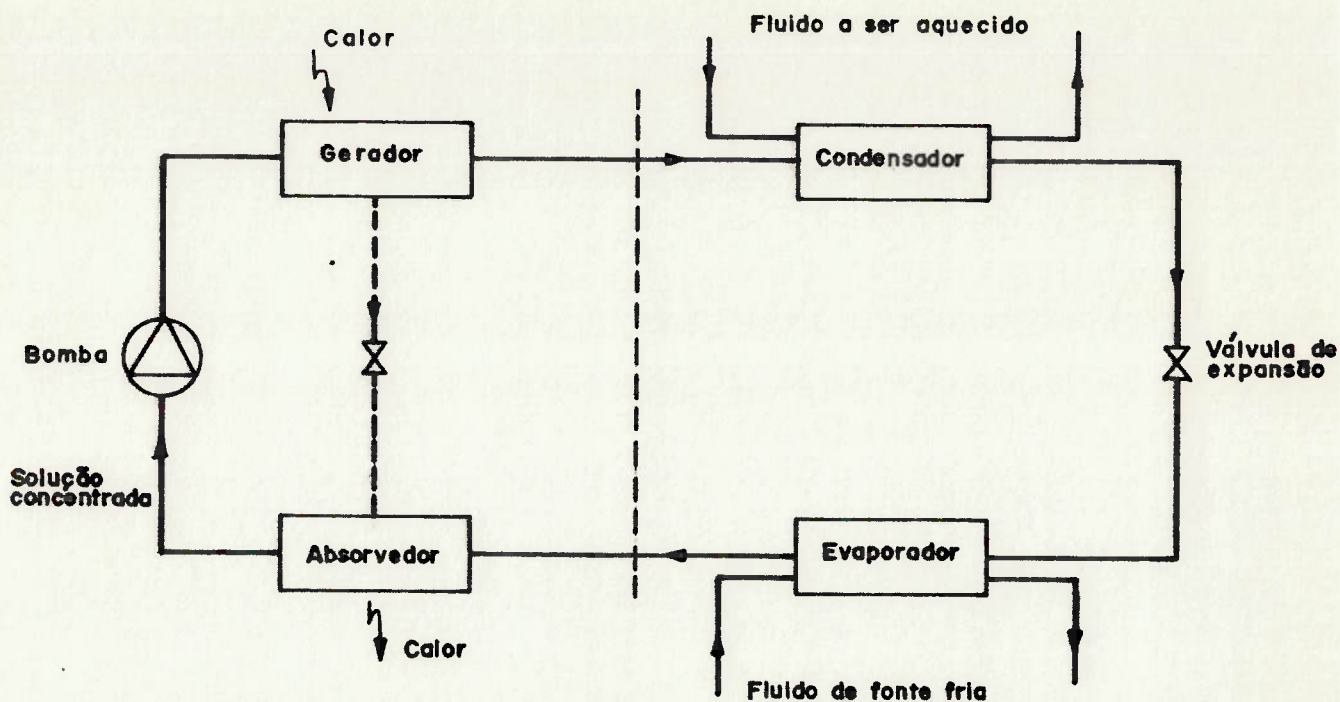 Calor
Fluido a ser aquecido
Gerador
Condensador
Bomba
Válvula de
expansão
Solução
concentrada
Absorvedor
Evaporador
Calor
Fluido de fonte fria